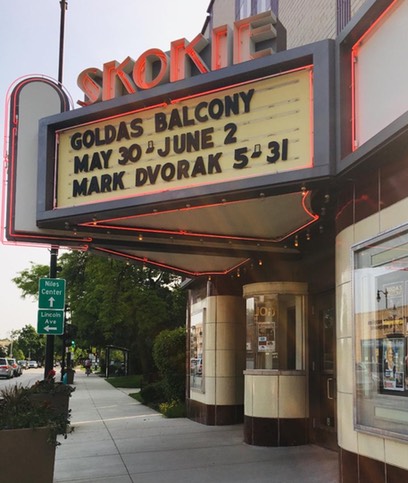 SKOKIE
GOLDAS BALCONY
MAY 30 - JUNE 2
MARK DVORAK 5-31
Niles
Center
Lincoln
Ave